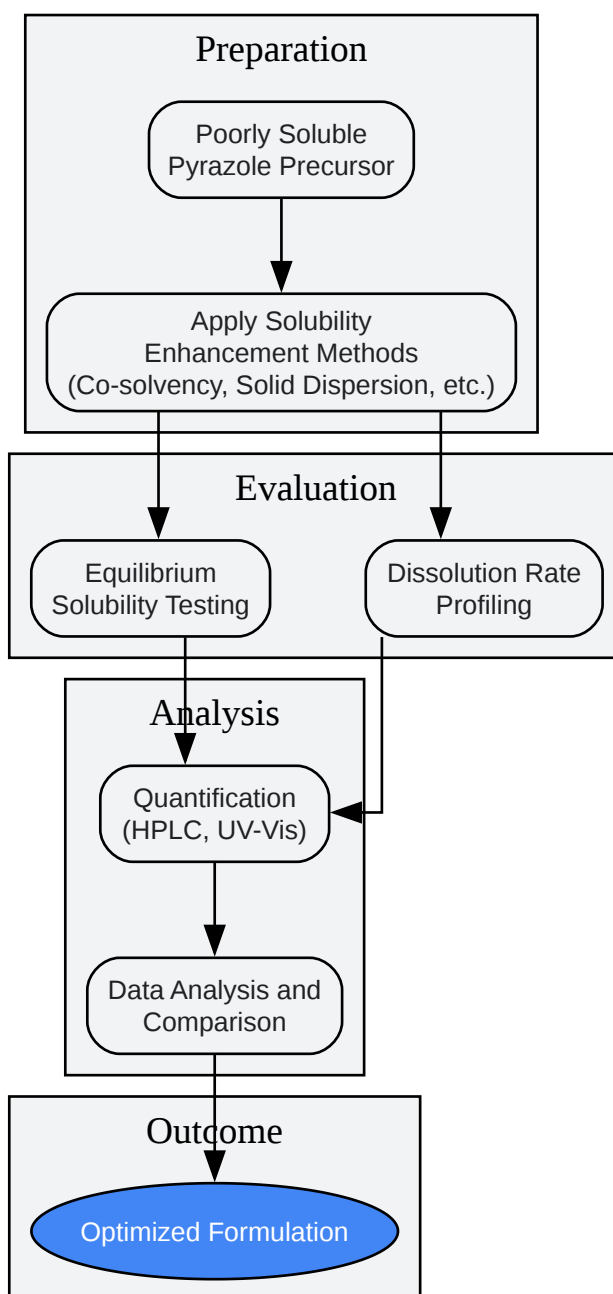 Preparation
Poorly Soluble
Pyrazole Precursor
Apply Solubility
Enhancement Methods
(Co-solvency, Solid Dispersion, etc.)
Evaluation
Equilibrium
Solubility Testing
Dissolution Rate
Profiling
Analysis
Quantification
(HPLC, UV-Vis)
Data Analysis and
Comparison
Outcome
Optimized Formulation